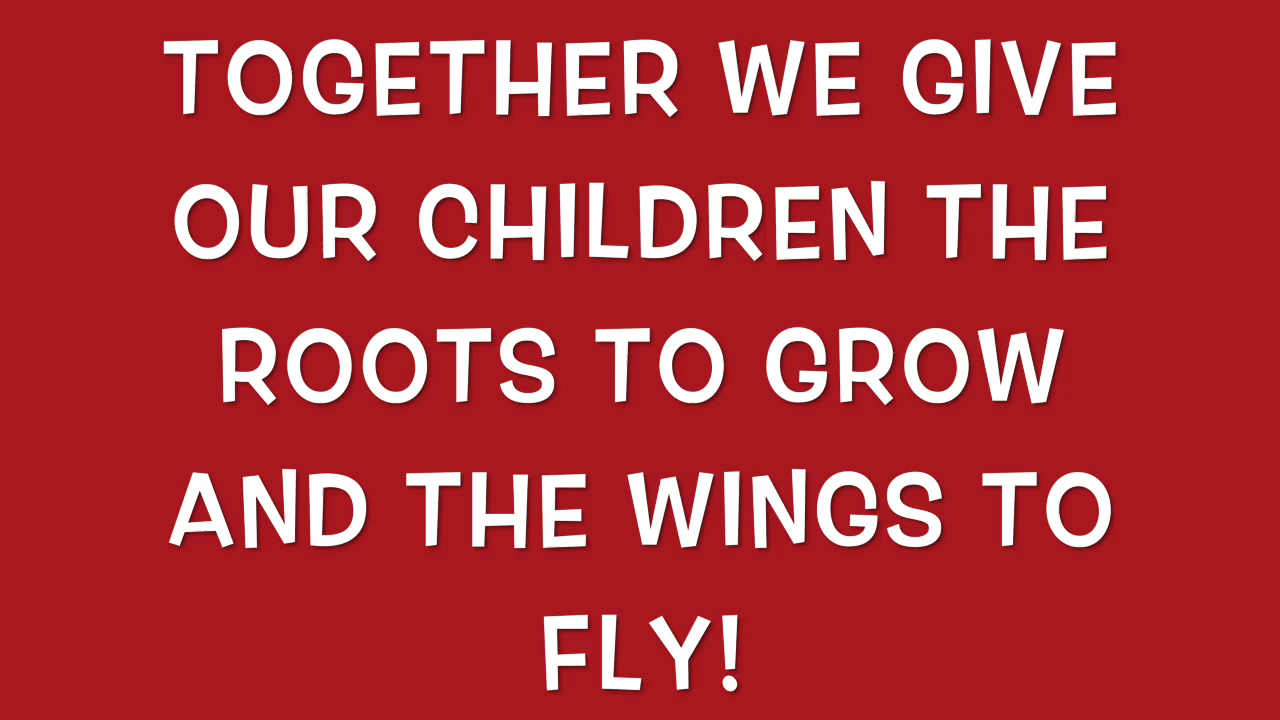 TOGETHER WE GIVE
OUR CHILDREN THE
ROOTS TO GROW
AND THE WINGS TO
FLY!